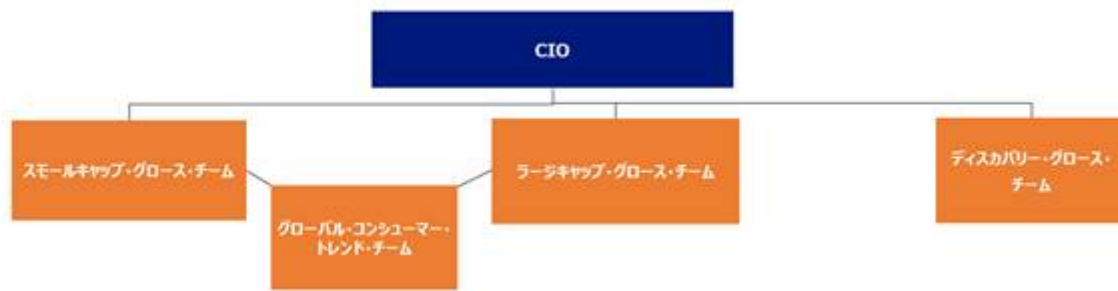 CIO
スモールキャップ・グロース・チーム
ラージキャップ・グロース・チーム
ディスカバリー・グロース・
チーム
グローバル・コンシューマー・
トレンド・チーム